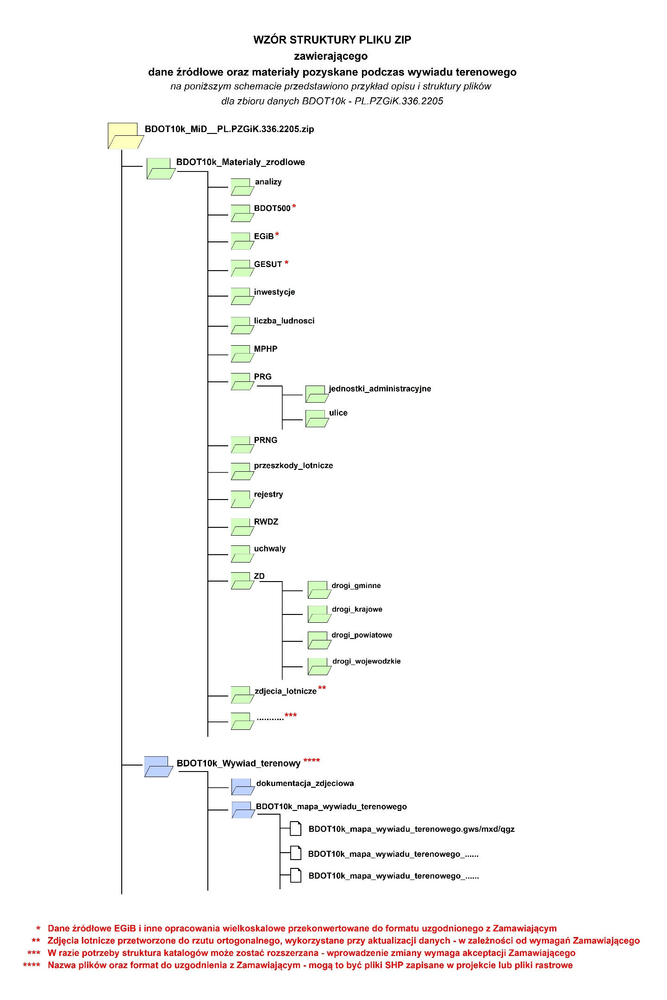 WZÓR STRUKTURY PLIKU ZIP
zawierającego
dane źródłowe oraz materiały pozyskane podczas wywiadu terenowego
na poniższym schemacie przedstawiono przykład opisu i struktury plików
dla zbioru danych BDOT10k - PL.PZGiK.336.2205
BDOT10k_MiD__PL.PZGiK.336.2205.zip
BDOT10k_Materialy_zrodlowe
analizy
BDOT500 *
EGiB *
GESUT *
inwestycje
liczba_ludnosci
MPHP
PRG
jednostki_administracyjne
ulice
PRNG
przeszkody_lotnicze
rejestry
RWDZ
uchwaly
ZD
drogi_gminne
drogi_krajowe
drogi_powiatowe
drogi_wojewodzkie
zdjecia_lotnicze **
...........***
BDOT10k_Wywiad_terenowy ****
dokumentacja_zdjeciowa
BDOT10k_mapa_wywiadu_terenowego
BDOT10k_mapa_wywiadu_terenowego.gws/mxd/qgz
BDOT10k_mapa_wywiadu_terenowego_......
BDOT10k_mapa_wywiadu_terenowego_......
* Dane źródłowe EGiB i inne opracowania wielkoskalowe przekonwertowane do formatu uzgodnionego z Zamawiającym
** Zdjęcia lotnicze przetworzone do rzutu ortogonalnego, wykorzystane przy aktualizacji danych - w zależności od wymagań Zamawiającego
*** W razie potrzeby struktura katalogów może zostać rozszerzana - wprowadzenie zmiany wymaga akceptacji Zamawiającego
**** Nazwa plików oraz format do uzgodnienia z Zamawiającym - mogą to być pliki SHP zapisane w projekcie lub pliki rastrowe